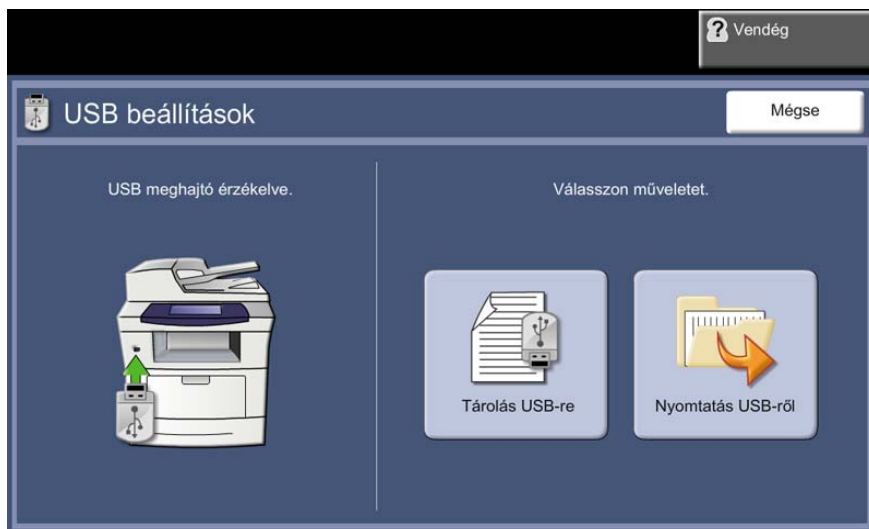 Vendég
USB beállítások
Mégse
USB meghajtó érzékelve.
Válasszon műveletet.
Tárolás USB-re
Nyomtatás USB-ről